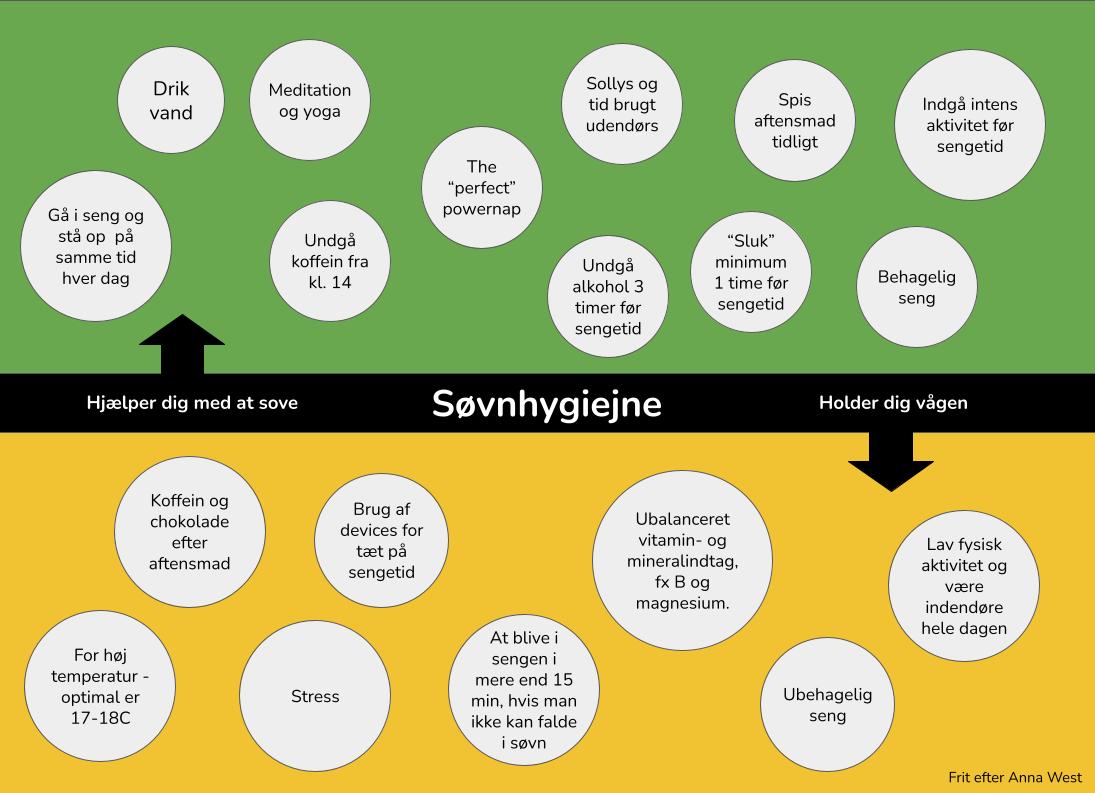 Drik
vand
Meditation
og yoga
Sollys og
tid brugt
udendørs
Spis
aftensmad
tidligt
Indgå intens
aktivitet før
sengetid
The
“perfect”
powernap
Gå i seng og
stå op  på
samme tid
hver dag
Undgå
koffein fra
kl. 14
Undgå
alkohol 3
timer før
sengetid
“Sluk”
minimum
1 time før
sengetid
Behagelig
seng
Hjælper dig med at sove
Søvnhygiejne
Holder dig vågen
Koffein og
chokolade
efter
aftensmad
Brug af
devices for
tæt på
sengetid
Ubalanceret
vitamin- og
mineralindtag,
fx B og
magnesium.
Lav fysisk
aktivitet og
være
indendøre
hele dagen
For høj
temperatur -
optimal er
17-18C
Stress
At blive i
sengen i
mere end 15
min, hvis man
ikke kan falde
i søvn
Ubehagelig
seng
Frit efter Anna West